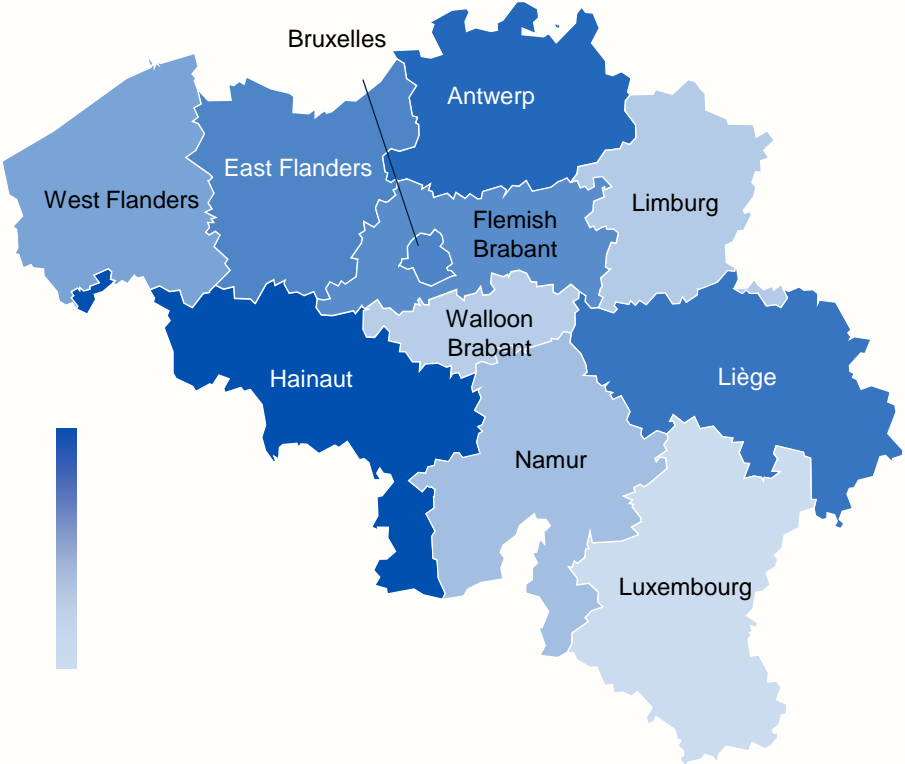 Bruxelles
Antwerp
East Flanders
West Flanders
Limburg
Flemish
Brabant
Walloon
Brabant
Hainaut
Liège
Namur
Luxembourg